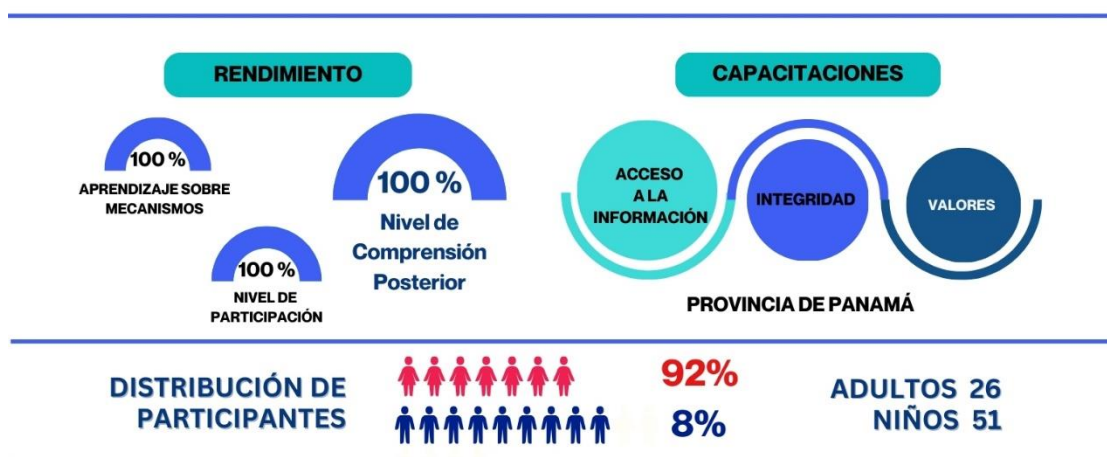 RENDIMIENTO
100 %
APRENDIZAJE SOBRE
MECANISMOS
100 %
NIVEL DE
PARTICIPACIÓN
100 %
Nivel de
Comprensión
Posterior
CAPACITACIONES
ACCESO
A LA
INFORMACIÓN
INTEGRIDAD
VALORES
PROVINCIA DE PANAMÁ
DISTRIBUCIÓN DE
PARTICIPANTES
92%
8%
ADULTOS 26
NIÑOS 51